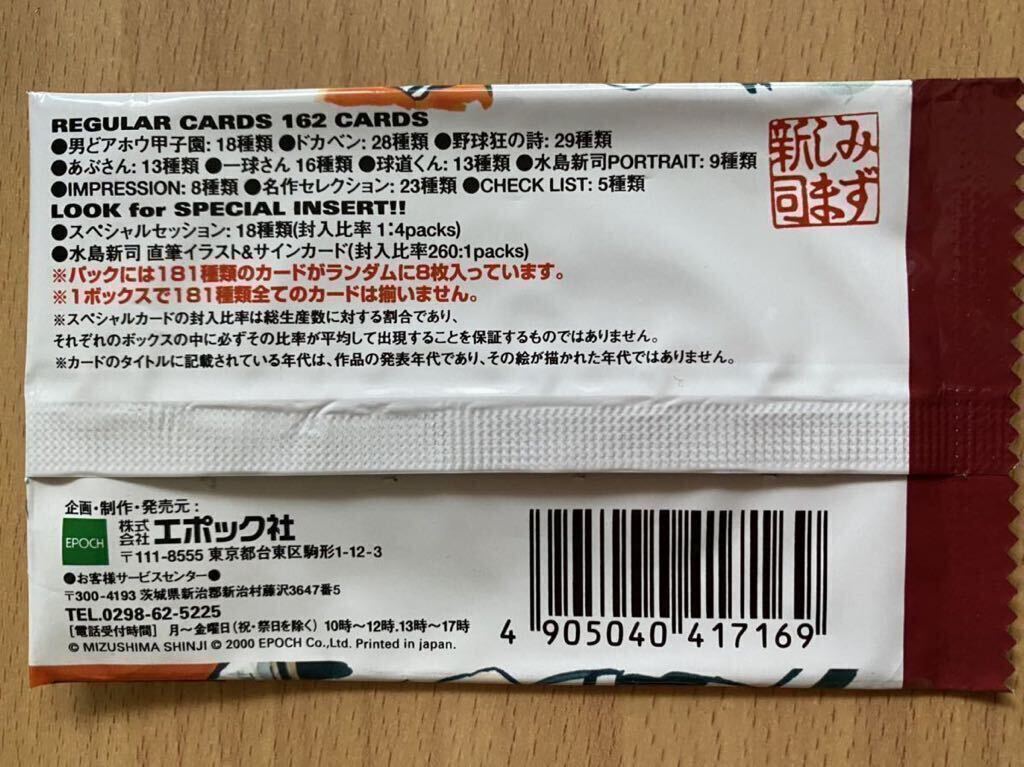 REGULAR CARDS 162 CARDS
●男どアホウ甲子園: 18種類 ●ドカベン: 28種類 ●野球狂の詩: 29種類
●あぶさん: 13種類 ●一球さん 16種類 ●球道くん: 13種類 ●水島新司PORTRAIT: 9種類
●IMPRESSION: 8種類 ●名作セレクション: 23種類 ●CHECK LIST: 5種類
LOOK for SPECIAL INSERT!!
●スペシャルセッション: 18種類(封入比率 1:4packs)
●水島新司 直筆イラスト&サインカード(封入比率260:1packs)
※パックには181種類のカードがランダムに8枚入っています。
※1ボックスで181種類全てのカードは揃いません。
※スペシャルカードの封入比率は総生産数に対する割合であり、
それぞれのボックスの中に必ずその比率が平均して出現することを保証するものではありません。
※カードのタイトルに記載されている年代は、作品の発表年代であり、その絵が描かれた年代ではありません。
みずしま新司
企画・制作・発売元:
EPOCH
株式会社エポック社
〒111-8555 東京都台東区駒形1-12-3
●お客様サービスセンター●
〒300-4193 茨城県新治郡新治村藤沢3647番5
TEL.0298-62-5225
[電話受付時間] 月~金曜日(祝・祭日を除く) 10時~12時.13時~17時
© MIZUSHIMA SHINJI © 2000 EPOCH Co., Ltd. Printed in japan.
4 905040 417169